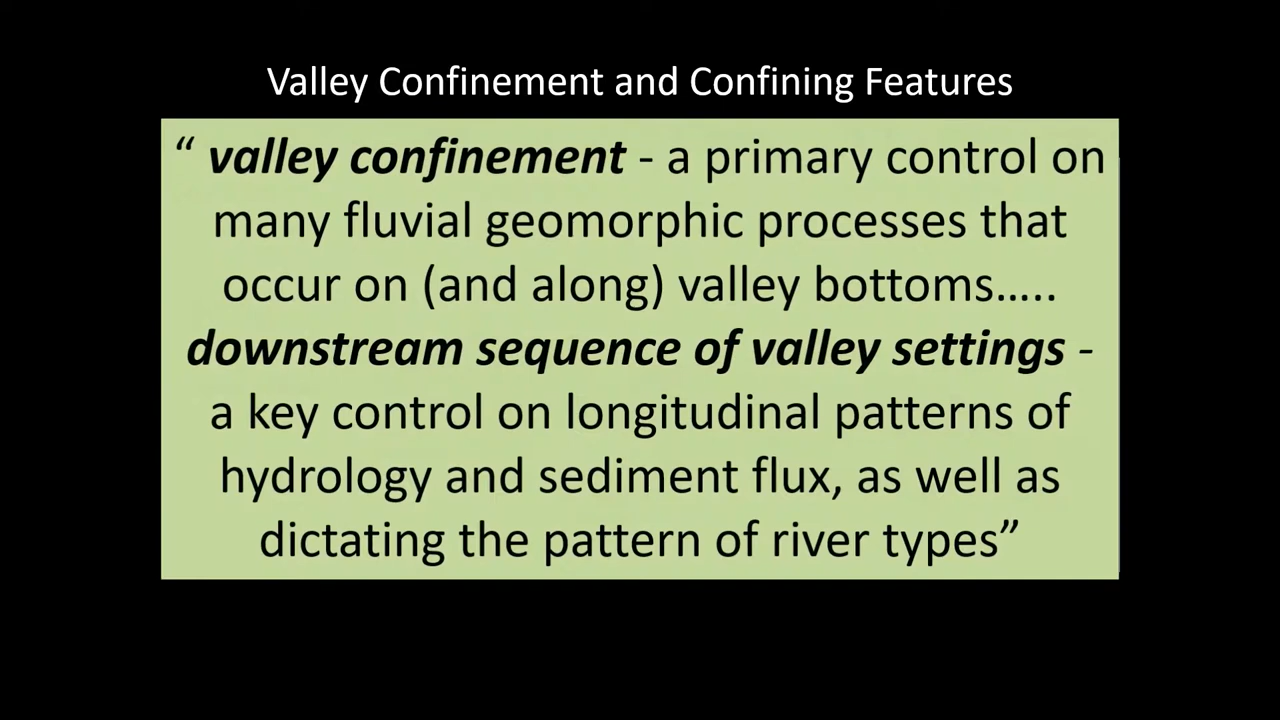 Valley Confinement and Confining Features
“ valley confinement - a primary control on
many fluvial geomorphic processes that
occur on (and along) valley bottoms.....
downstream sequence of valley settings -
a key control on longitudinal patterns of
hydrology and sediment flux, as well as
dictating the pattern of river types”